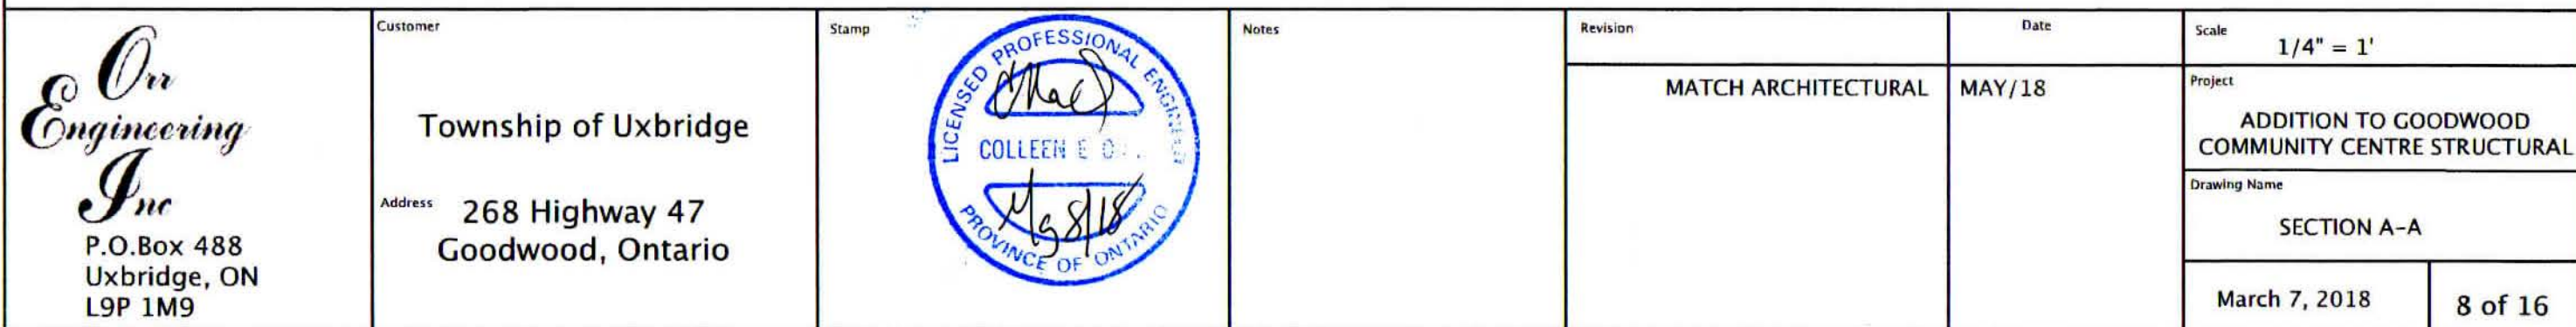 Orr
Engineering
Inc
P.O.Box 488
Uxbridge, ON
L9P 1M9
Customer
Township of Uxbridge
Address
268 Highway 47
Goodwood, Ontario
Stamp
LICENSED PROFESSIONAL ENGINEER
COLLEEN E
PROVINCE OF ONTARIO
Notes
Revision
MATCH ARCHITECTURAL
Date
MAY/18
Scale
1/4" = 1'
Project
ADDITION TO GOODWOOD
COMMUNITY CENTRE STRUCTURAL
Drawing Name
SECTION A-A
March 7, 2018
8 of 16